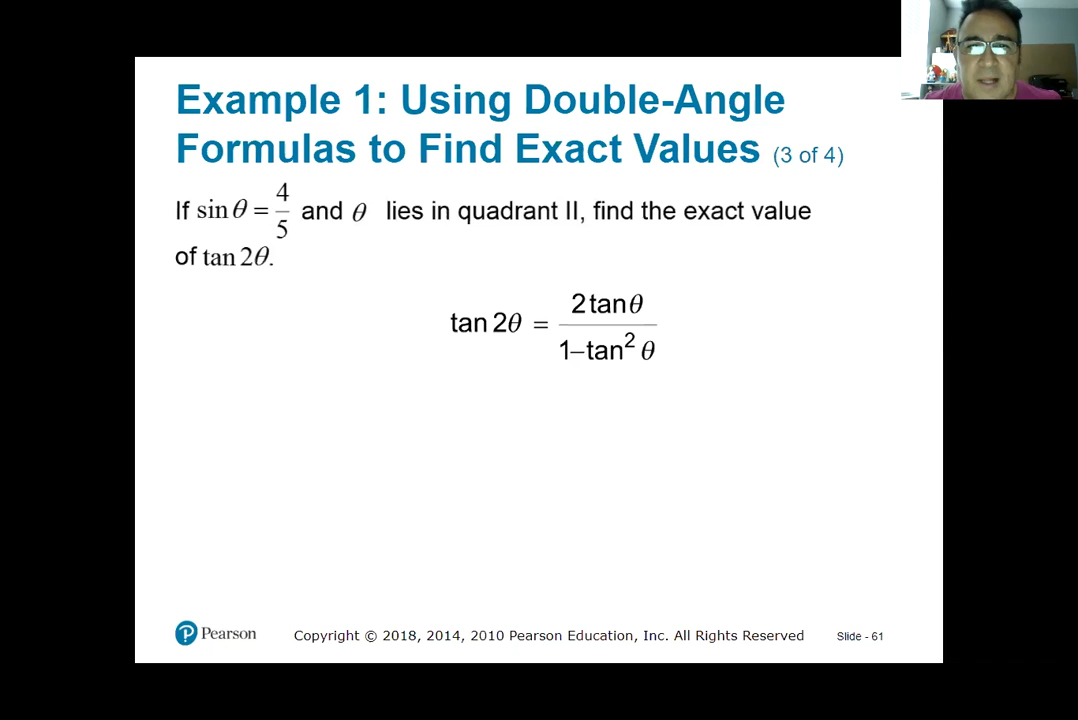 Example 1: Using Double-Angle
Formulas to Find Exact Values (3 of 4)
If sin θ = 4/5 and θ lies in quadrant II, find the exact value
of tan 2θ.
tan 2θ = 2 tan θ / 1–tan² θ
Pearson Copyright © 2018, 2014, 2010 Pearson Education, Inc. All Rights Reserved Slide - 61